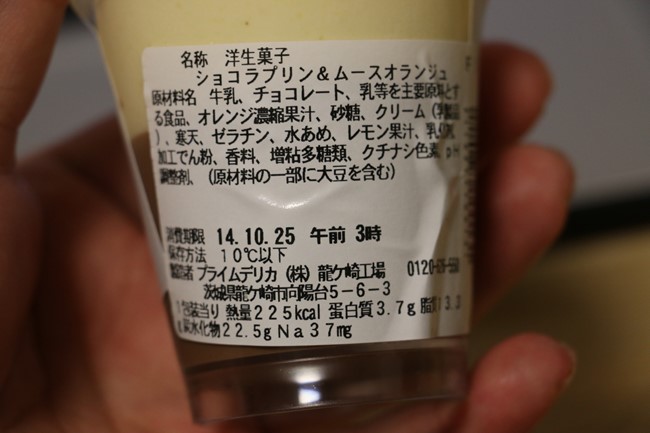 名称 洋生菓子
ショコラプリン&ムースオランジュ
原材料名 牛乳、チョコレート、乳等を主要原料とす
る食品、オレンジ濃縮果汁、砂糖、クリーム(乳製品
)、寒天、ゼラチン、水あめ、レモン果汁、
加工でん粉、香料、増粘多糖類、クチナシ色素、pH
調整剤、(原材料の一部に大豆を含む)
消費期限 14.10.25 午前 3時
保存方法 10℃以下
製造者 プライムデリカ(株)龍ケ崎工場 0120-
茨城県龍ケ崎市向陽台5-6-3
1包装当り 熱量225kcal 蛋白質3.7g 脂質
g 炭水化物22.5g Na37mg